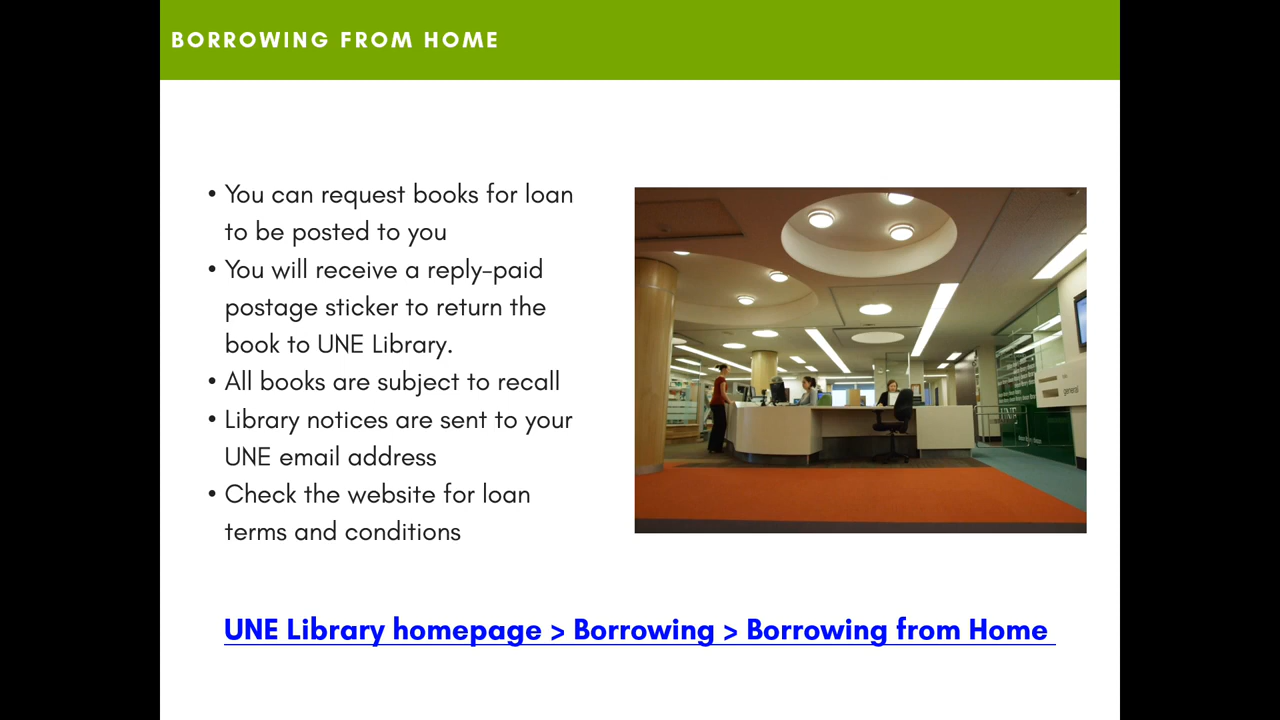 BORROWING FROM HOME
• You can request books for loan
to be posted to you
• You will receive a reply-paid
postage sticker to return the
book to UNE Library.
• All books are subject to recall
• Library notices are sent to your
UNE email address
• Check the website for loan
terms and conditions
general
UNE
UNE Library homepage > Borrowing > Borrowing from Home